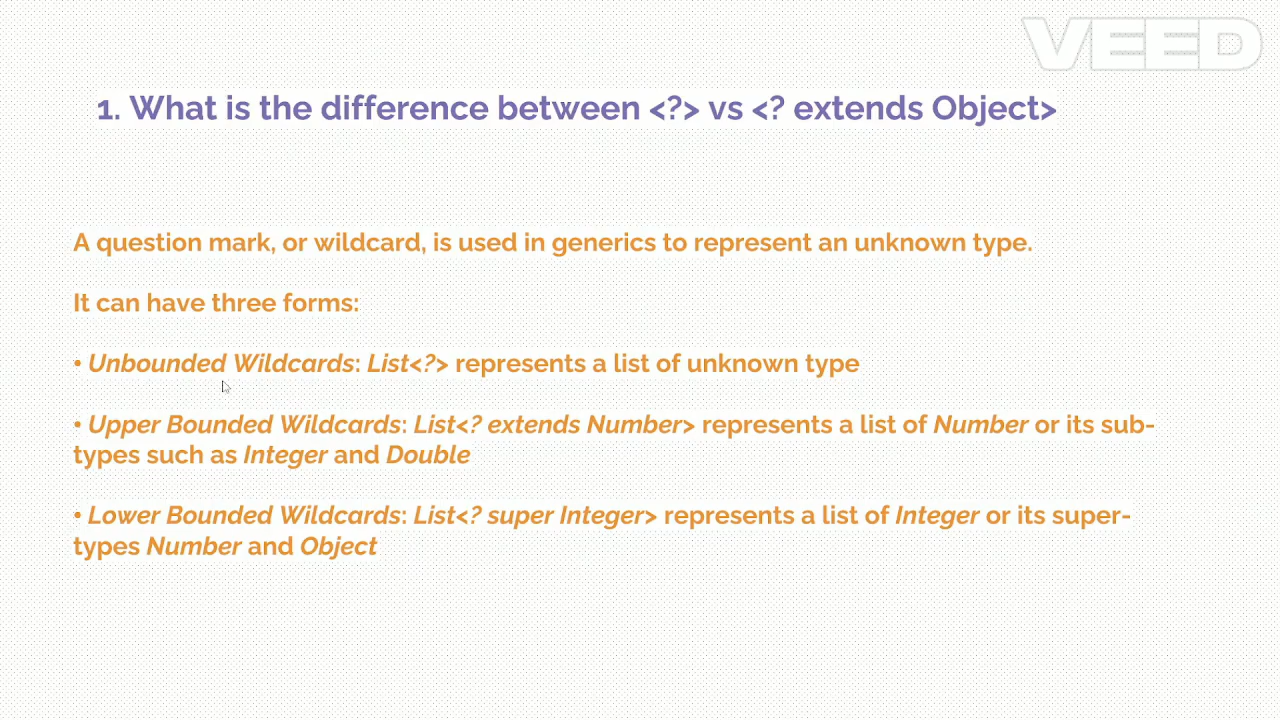 VEED
1. What is the difference between <?> vs <? extends Object>
A question mark, or wildcard, is used in generics to represent an unknown type.
It can have three forms:
• Unbounded Wildcards: List<?> represents a list of unknown type
• Upper Bounded Wildcards: List<? extends Number> represents a list of Number or its sub-
types such as Integer and Double
• Lower Bounded Wildcards: List<? super Integer> represents a list of Integer or its super-
types Number and Object